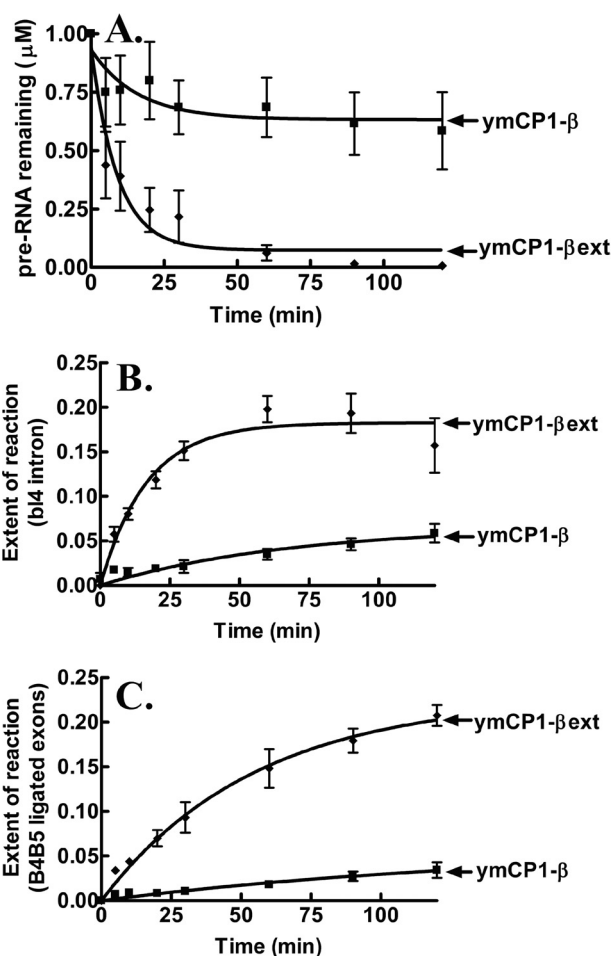 A.
pre-RNA remaining ( μM)
1.00
0.75
0.50
0.25
0.00
0
25
50
75
100
Time (min)
ymCP1-β
ymCP1-βext
B.
Extent of reaction
(bI4 intron)
0.25
0.20
0.15
0.10
0.05
0.00
0
25
50
75
100
Time (min)
ymCP1-βext
ymCP1-β
C.
Extent of reaction
(B4B5 ligated exons)
0.25
0.20
0.15
0.10
0.05
0.00
0
25
50
75
100
Time (min)
ymCP1-βext
ymCP1-β